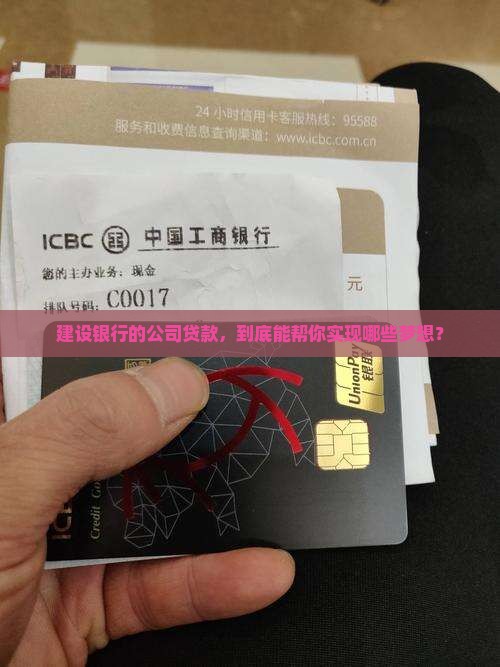 24 小时信用卡客服热线：95588
服务和收费信息查询渠道：www.icbc.com.cn
ICBC 中国工商银行
您的主办业务：现金
排队号码：C0017
元
建设银行的公司贷款，到底能帮你实现哪些梦想？
UnionPay
银联
Credit